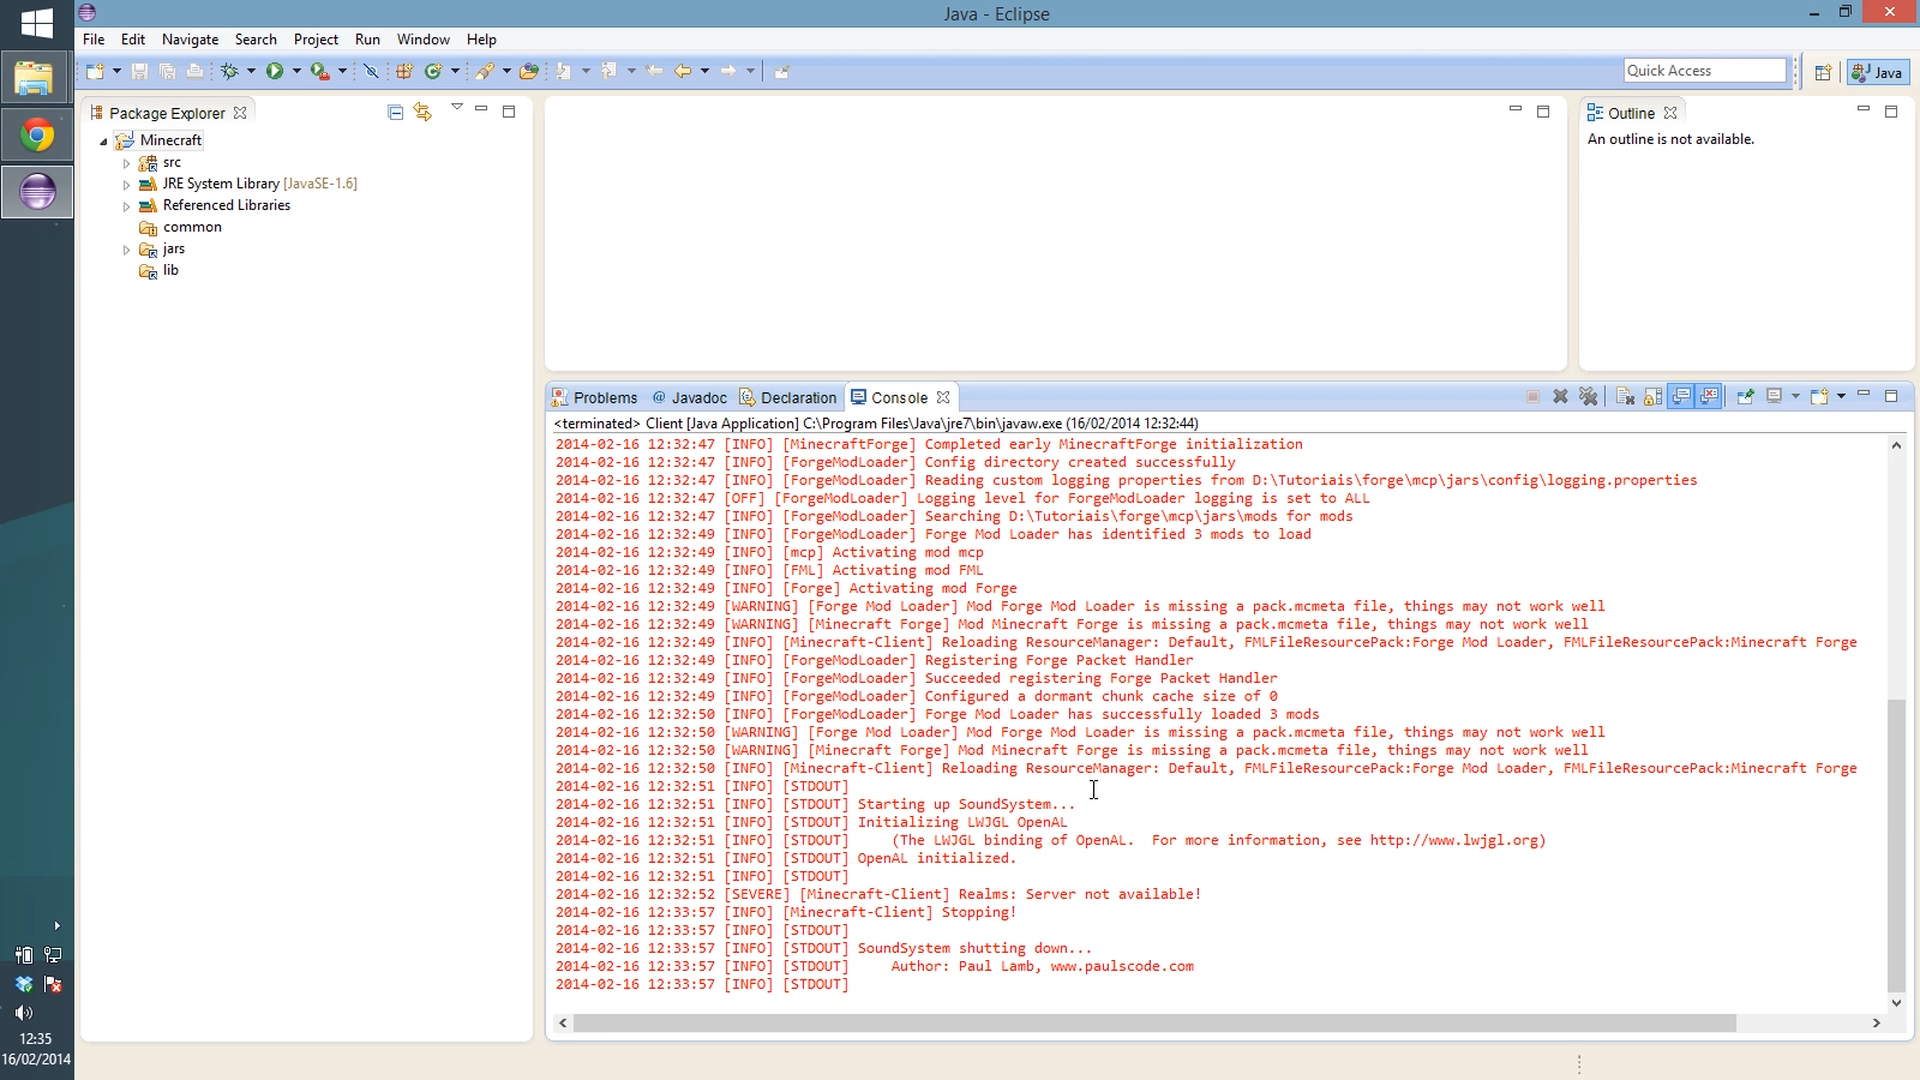 Java - Eclipse
File Edit Navigate Search Project Run Window Help
Quick Access
Java
Package Explorer
Minecraft
src
JRE System Library [JavaSE-1.6]
Referenced Libraries
common
jars
lib
Outline
An outline is not available.
Problems @ Javadoc Declaration Console
<terminated> Client [Java Application] C:\Program Files\Java\jre7\bin\javaw.exe (16/02/2014 12:32:44)
2014-02-16 12:32:47 [INFO] [MinecraftForge] Completed early MinecraftForge initialization
2014-02-16 12:32:47 [INFO] [ForgeModLoader] Config directory created successfully
2014-02-16 12:32:47 [INFO] [ForgeModLoader] Reading custom logging properties from D:\Tutoriais\forge\mcp\jars\config\logging.properties
2014-02-16 12:32:47 [OFF] [ForgeModLoader] Logging level for ForgeModLoader logging is set to ALL
2014-02-16 12:32:47 [INFO] [ForgeModLoader] Searching D:\Tutoriais\forge\mcp\jars\mods for mods
2014-02-16 12:32:49 [INFO] [ForgeModLoader] Forge Mod Loader has identified 3 mods to load
2014-02-16 12:32:49 [INFO] [mcp] Activating mod mcp
2014-02-16 12:32:49 [INFO] [FML] Activating mod FML
2014-02-16 12:32:49 [INFO] [Forge] Activating mod Forge
2014-02-16 12:32:49 [WARNING] [Forge Mod Loader] Mod Forge Mod Loader is missing a pack.mcmeta file, things may not work well
2014-02-16 12:32:49 [WARNING] [Minecraft Forge] Mod Minecraft Forge is missing a pack.mcmeta file, things may not work well
2014-02-16 12:32:49 [INFO] [Minecraft-Client] Reloading ResourceManager: Default, FMLFileResourcePack:Forge Mod Loader, FMLFileResourcePack:Minecraft Forge
2014-02-16 12:32:49 [INFO] [ForgeModLoader] Registering Forge Packet Handler
2014-02-16 12:32:49 [INFO] [ForgeModLoader] Succeeded registering Forge Packet Handler
2014-02-16 12:32:49 [INFO] [ForgeModLoader] Configured a dormant chunk cache size of 0
2014-02-16 12:32:50 [INFO] [ForgeModLoader] Forge Mod Loader has successfully loaded 3 mods
2014-02-16 12:32:50 [WARNING] [Forge Mod Loader] Mod Forge Mod Loader is missing a pack.mcmeta file, things may not work well
2014-02-16 12:32:50 [WARNING] [Minecraft Forge] Mod Minecraft Forge is missing a pack.mcmeta file, things may not work well
2014-02-16 12:32:50 [INFO] [Minecraft-Client] Reloading ResourceManager: Default, FMLFileResourcePack:Forge Mod Loader, FMLFileResourcePack:Minecraft Forge
2014-02-16 12:32:51 [INFO] [STDOUT]
2014-02-16 12:32:51 [INFO] [STDOUT] Starting up SoundSystem...
2014-02-16 12:32:51 [INFO] [STDOUT] Initializing LWJGL OpenAL
2014-02-16 12:32:51 [INFO] [STDOUT] (The LWJGL binding of OpenAL. For more information, see http://www.lwjgl.org)
2014-02-16 12:32:51 [INFO] [STDOUT] OpenAL initialized.
2014-02-16 12:32:51 [INFO] [STDOUT]
2014-02-16 12:32:52 [SEVERE] [Minecraft-Client] Realms: Server not available!
2014-02-16 12:33:57 [INFO] [Minecraft-Client] Stopping!
2014-02-16 12:33:57 [INFO] [STDOUT]
2014-02-16 12:33:57 [INFO] [STDOUT] SoundSystem shutting down...
2014-02-16 12:33:57 [INFO] [STDOUT] Author: Paul Lamb, www.paulscode.com
2014-02-16 12:33:57 [INFO] [STDOUT]
12:35
16/02/2014